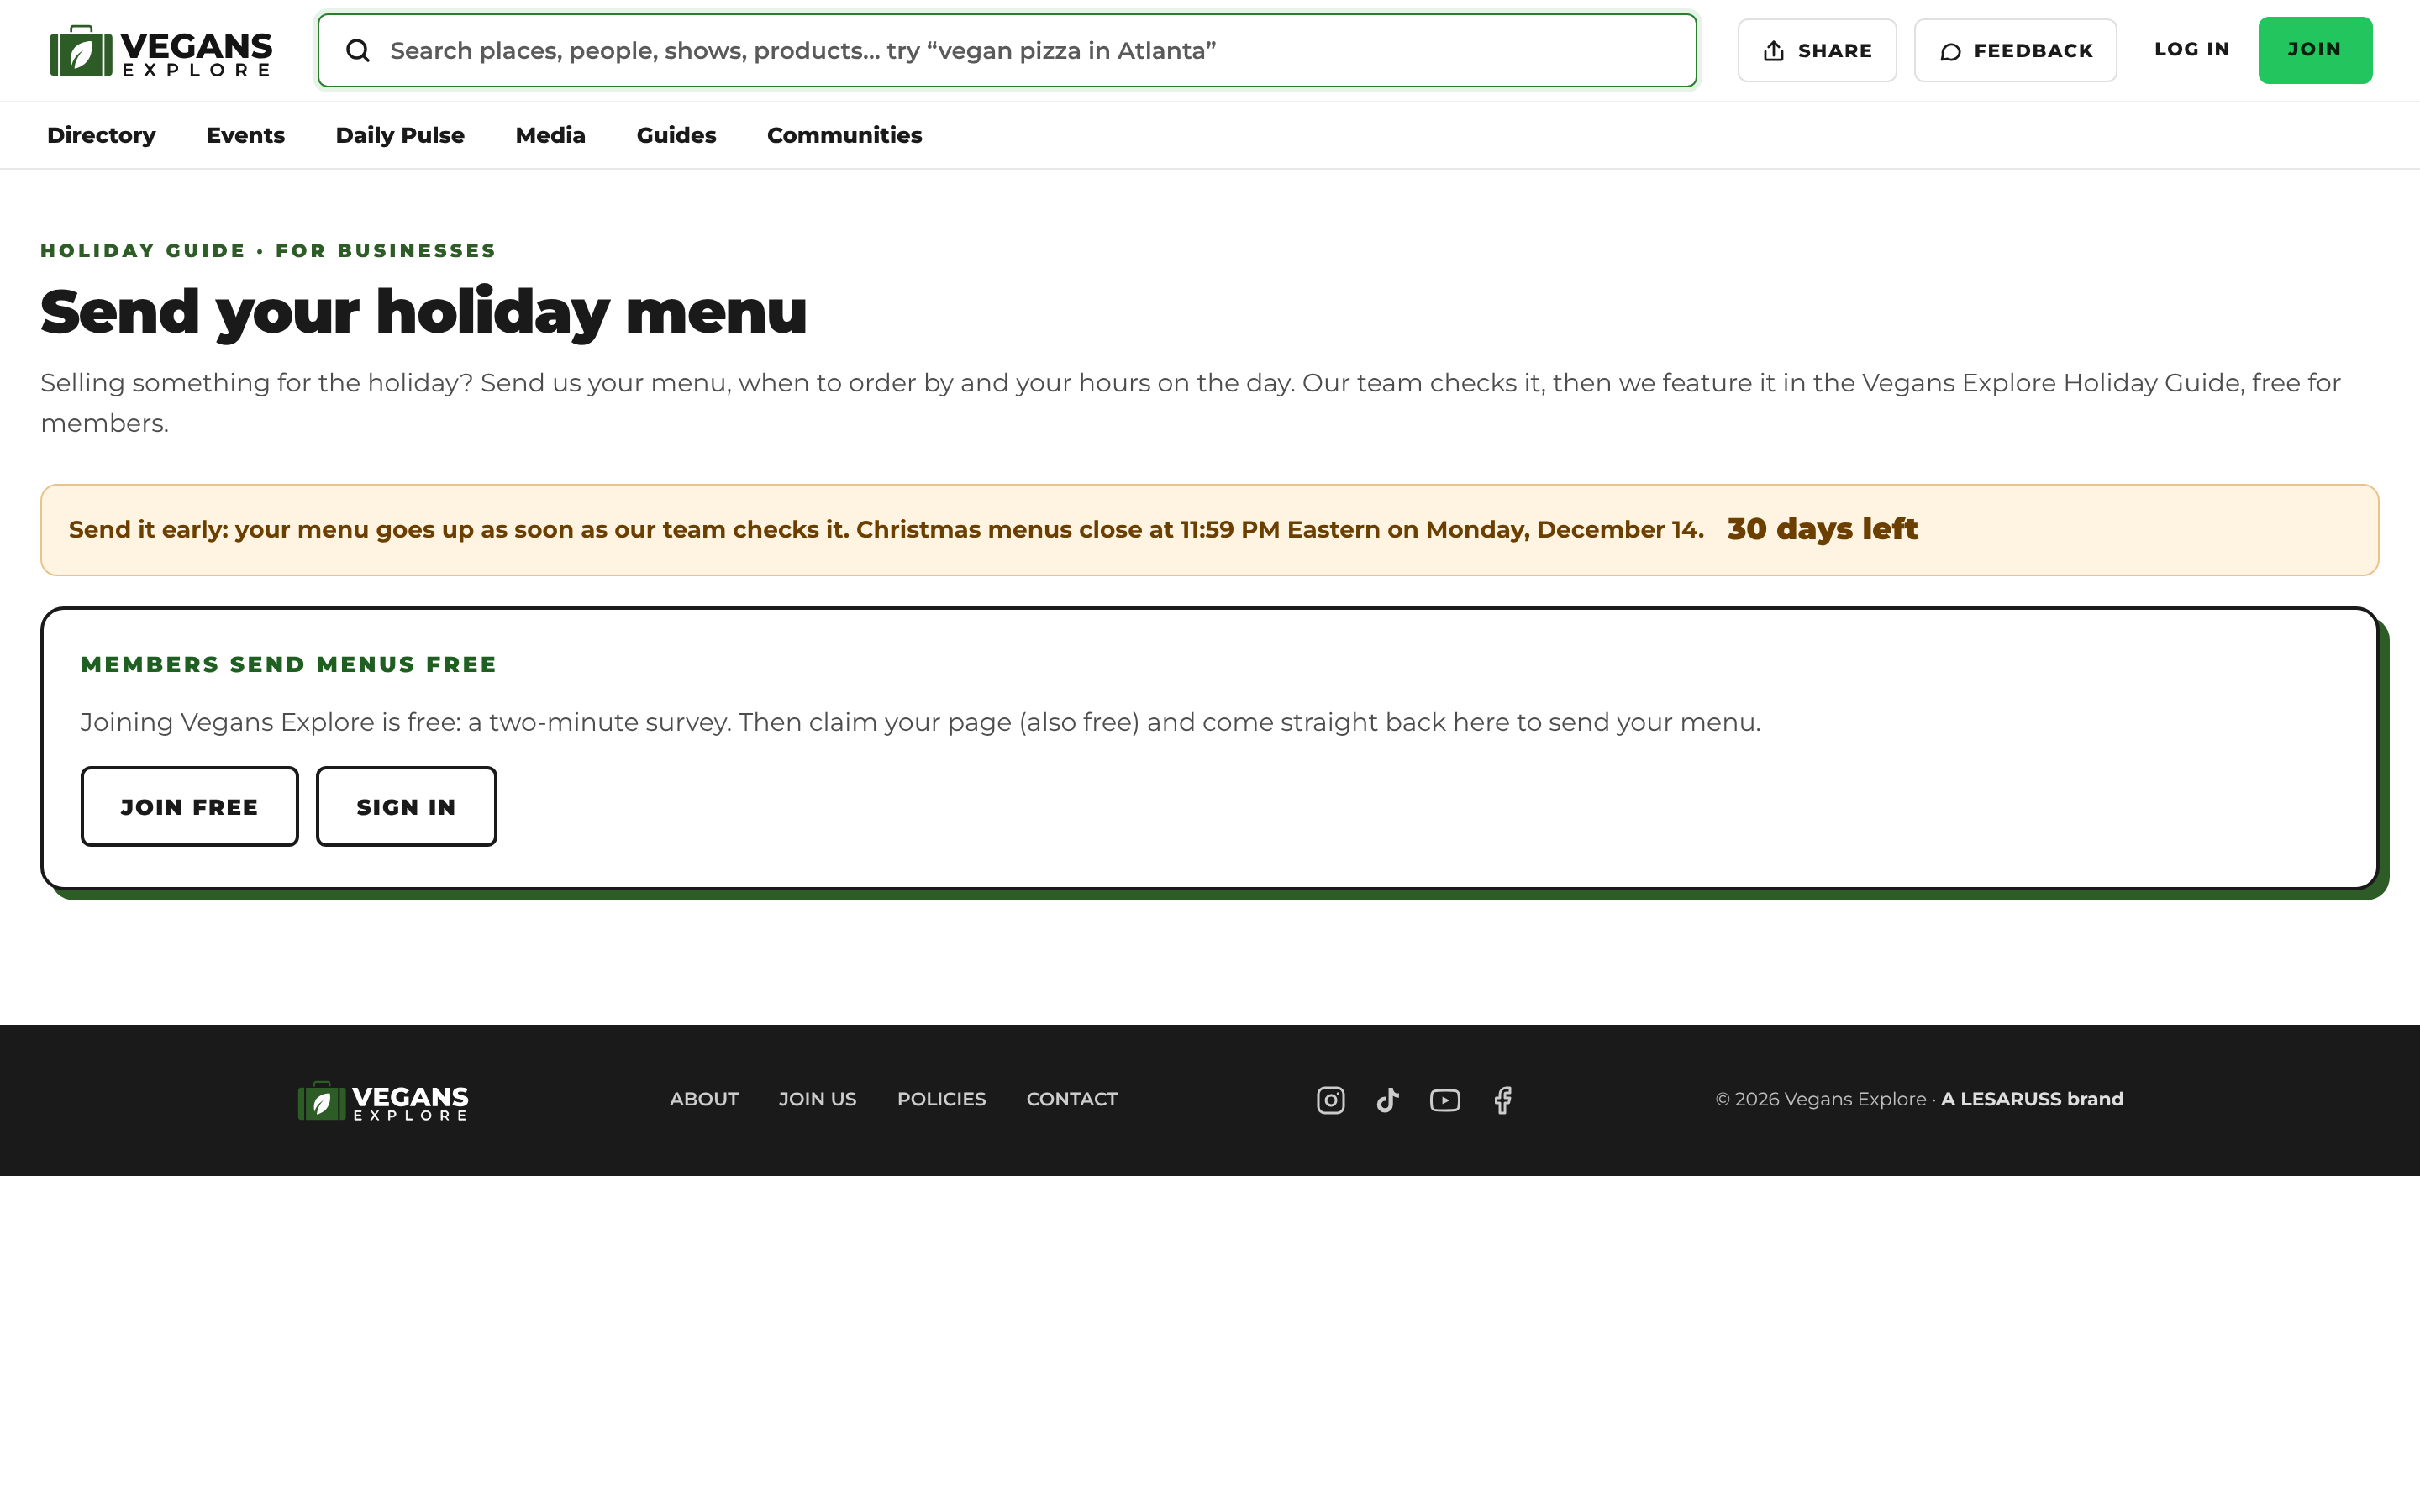 VEGANS
EXPLORE
Search places, people, shows, products... try “vegan pizza in Atlanta”
SHARE
FEEDBACK
LOG IN
JOIN
Directory
Events
Daily Pulse
Media
Guides
Communities
HOLIDAY GUIDE · FOR BUSINESSES
Send your holiday menu
Selling something for the holiday? Send us your menu, when to order by and your hours on the day. Our team checks it, then we feature it in the Vegans Explore Holiday Guide, free for
members.
Send it early: your menu goes up as soon as our team checks it. Christmas menus close at 11:59 PM Eastern on Monday, December 14. 30 days left
MEMBERS SEND MENUS FREE
Joining Vegans Explore is free: a two-minute survey. Then claim your page (also free) and come straight back here to send your menu.
JOIN FREE
SIGN IN
VEGANS
EXPLORE
ABOUT
JOIN US
POLICIES
CONTACT
© 2026 Vegans Explore · A LESARUSS brand